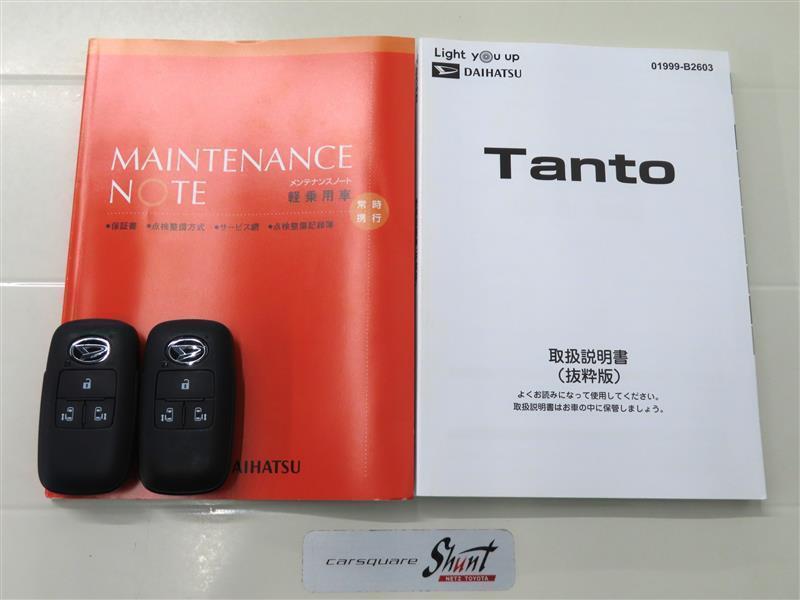 MAINTENANCE
NOTE
メンテナンスノート
軽乗用車
常時
携行
●保証書 ●点検整備方式 ●サービス網 ●点検整備記録簿
AIHATSU
Light you up
DAIHATSU
01999-B2603
Tanto
取扱説明書
（抜粋版）
よくお読みになって使用してください。
取扱説明書はお車の中に保管しましょう。
carsquare Shunt
NETZ TOYOTA